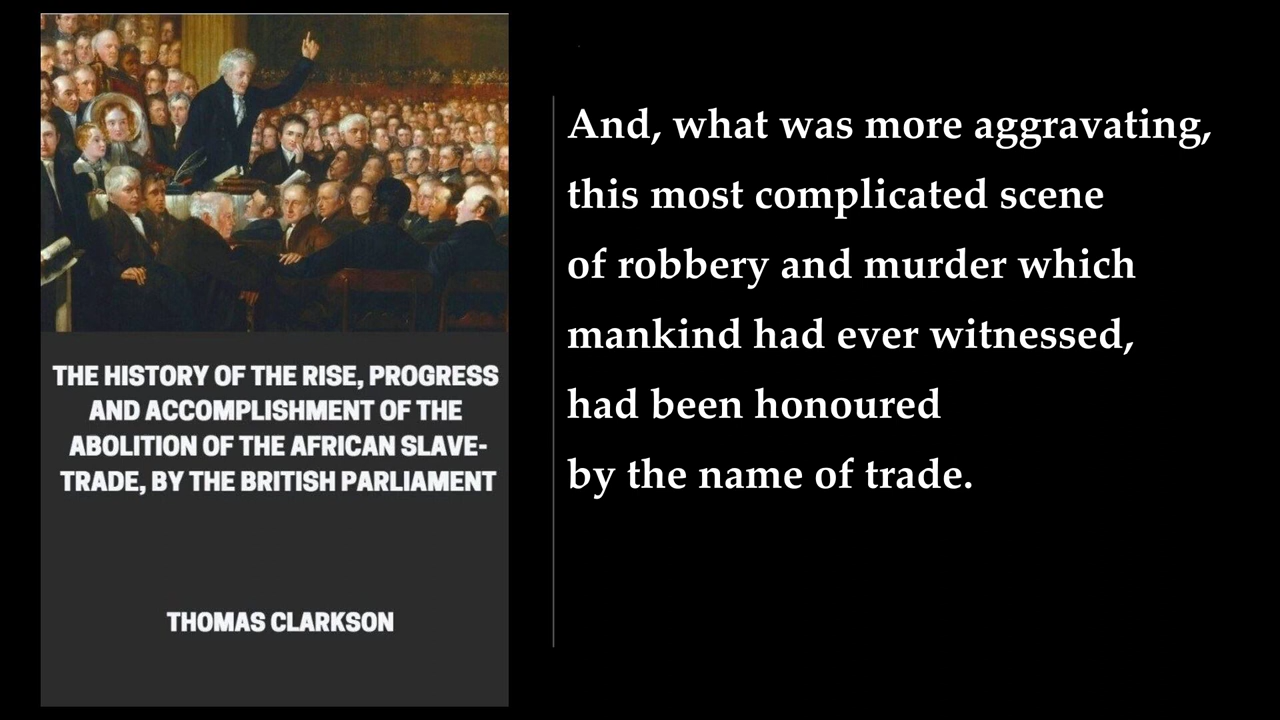 THE HISTORY OF THE RISE, PROGRESS
AND ACCOMPLISHMENT OF THE
ABOLITION OF THE AFRICAN SLAVE-
TRADE, BY THE BRITISH PARLIAMENT
THOMAS CLARKSON
And, what was more aggravating,
this most complicated scene
of robbery and murder which
mankind had ever witnessed,
had been honoured
by the name of trade.